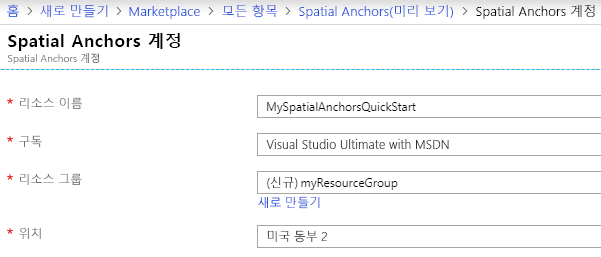 홈 > 새로 만들기 > Marketplace > 모든 항목 > Spatial Anchors(미리 보기) > Spatial Anchors 계정
Spatial Anchors 계정
Spatial Anchors 계정
* 리소스 이름 MySpatialAnchorsQuickStart
* 구독 Visual Studio Ultimate with MSDN
* 리소스 그룹 (신규) myResourceGroup
새로 만들기
* 위치 미국 동부 2